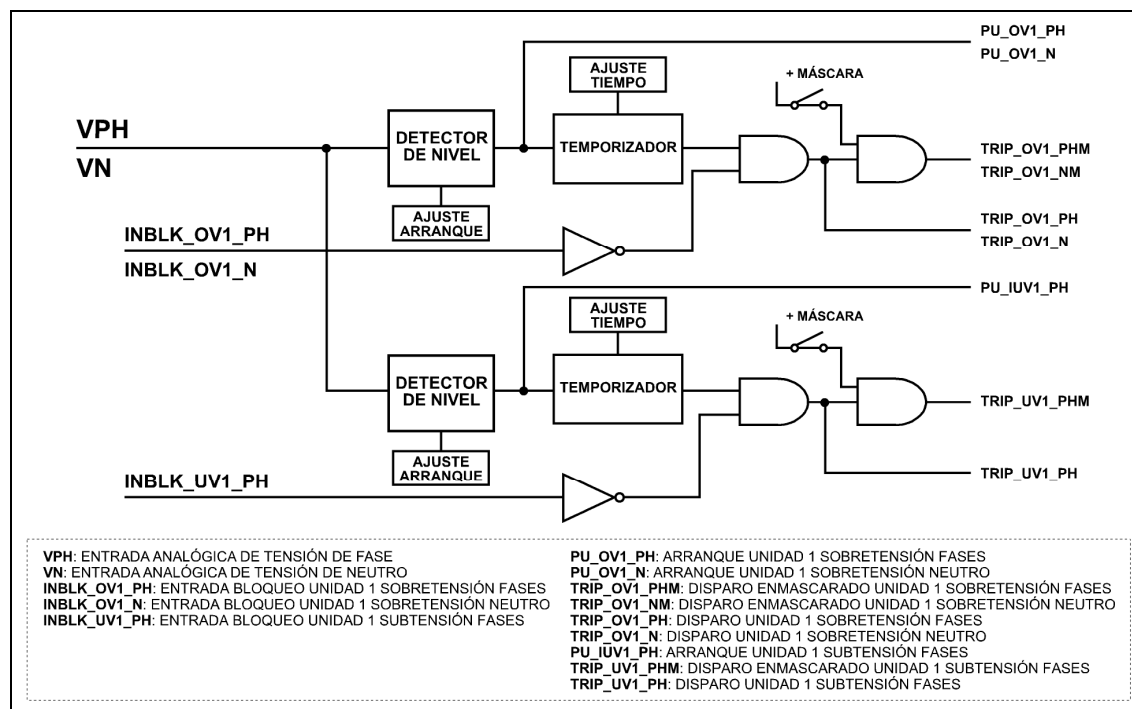 PU_OV1_PH
PU_OV1_N
AJUSTE
TIEMPO
+ MÁSCARA
VPH
VN
DETECTOR
DE NIVEL
TEMPORIZADOR
TRIP_OV1_PHM
TRIP_OV1_NM
AJUSTE
ARRANQUE
TRIP_OV1_PH
TRIP_OV1_N
INBLK_OV1_PH
INBLK_OV1_N
PU_IUV1_PH
AJUSTE
TIEMPO
+ MÁSCARA
DETECTOR
DE NIVEL
TEMPORIZADOR
TRIP_UV1_PHM
AJUSTE
ARRANQUE
TRIP_UV1_PH
INBLK_UV1_PH
VPH: ENTRADA ANALÓGICA DE TENSIÓN DE FASE
VN: ENTRADA ANALÓGICA DE TENSIÓN DE NEUTRO
INBLK_OV1_PH: ENTRADA BLOQUEO UNIDAD 1 SOBRETENSIÓN FASES
INBLK_OV1_N: ENTRADA BLOQUEO UNIDAD 1 SOBRETENSIÓN NEUTRO
INBLK_UV1_PH: ENTRADA BLOQUEO UNIDAD 1 SUBTENSIÓN FASES
PU_OV1_PH: ARRANQUE UNIDAD 1 SOBRETENSIÓN FASES
PU_OV1_N: ARRANQUE UNIDAD 1 SOBRETENSIÓN NEUTRO
TRIP_OV1_PHM: DISPARO ENMASCARADO UNIDAD 1 SOBRETENSIÓN FASES
TRIP_OV1_NM: DISPARO ENMASCARADO UNIDAD 1 SOBRETENSIÓN NEUTRO
TRIP_OV1_PH: DISPARO UNIDAD 1 SOBRETENSIÓN FASES
TRIP_OV1_N: DISPARO UNIDAD 1 SOBRETENSIÓN NEUTRO
PU_IUV1_PH: ARRANQUE UNIDAD 1 SUBTENSIÓN FASES
TRIP_UV1_PHM: DISPARO ENMASCARADO UNIDAD 1 SUBTENSIÓN FASES
TRIP_UV1_PH: DISPARO UNIDAD 1 SUBTENSIÓN FASES